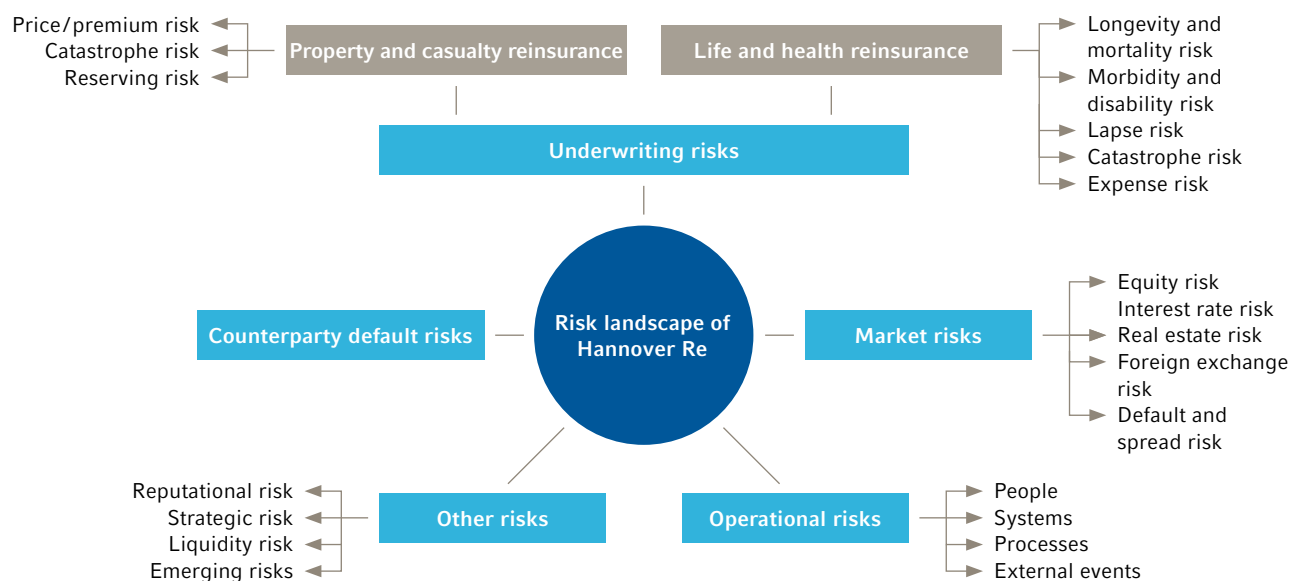 Price/premium risk
Catastrophe risk
Reserving risk
Property and casualty reinsurance
Life and health reinsurance
Longevity and
mortality risk
Morbidity and
disability risk
Lapse risk
Catastrophe risk
Expense risk
Underwriting risks
Counterparty default risks
Risk landscape of
Hannover Re
Market risks
Equity risk
Interest rate risk
Real estate risk
Foreign exchange
risk
Default and
spread risk
Reputational risk
Strategic risk
Liquidity risk
Emerging risks
Other risks
Operational risks
People
Systems
Processes
External events